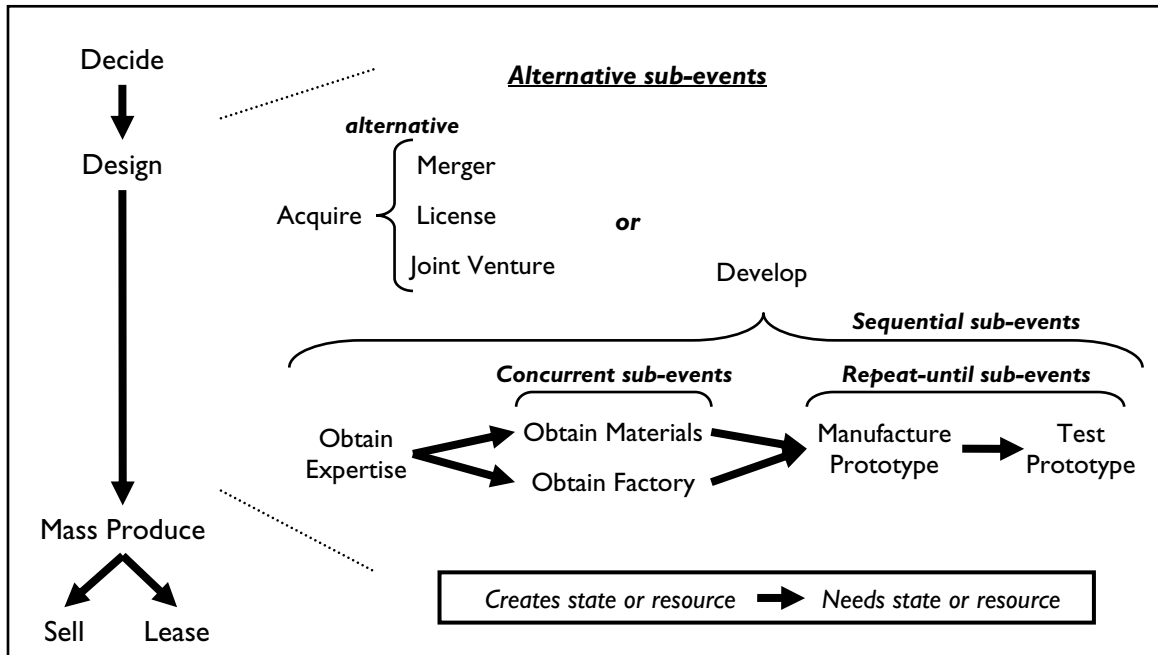 Decide
Design
Mass Produce
Sell
Lease
Alternative sub-events
alternative
Acquire
Merger
License
Joint Venture
or
Develop
Sequential sub-events
Concurrent sub-events
Repeat-until sub-events
Obtain
Expertise
Obtain Materials
Obtain Factory
Manufacture
Prototype
Test
Prototype
Creates state or resource
Needs state or resource